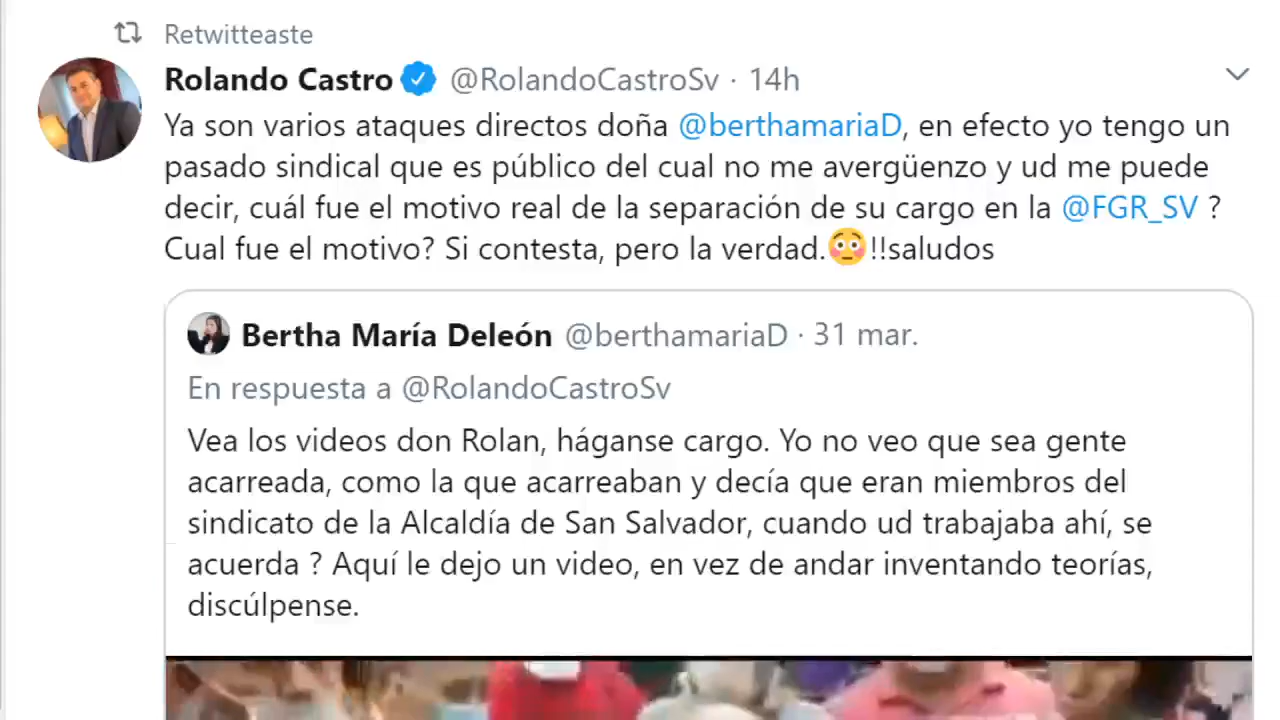 Retwitteaste
Rolando Castro @RolandoCastroSv · 14h
Ya son varios ataques directos doña @berthamariaD, en efecto yo tengo un
pasado sindical que es público del cual no me avergüenzo y ud me puede
decir, cuál fue el motivo real de la separación de su cargo en la @FGR_SV ?
Cual fue el motivo? Si contesta, pero la verdad.😳!!saludos
Bertha María Deleón @berthamariaD · 31 mar.
En respuesta a @RolandoCastroSv
Vea los videos don Rolan, háganse cargo. Yo no veo que sea gente
acarreada, como la que acarreaban y decía que eran miembros del
sindicato de la Alcaldía de San Salvador, cuando ud trabajaba ahí, se
acuerda ? Aquí le dejo un video, en vez de andar inventando teorías,
discúlpense.